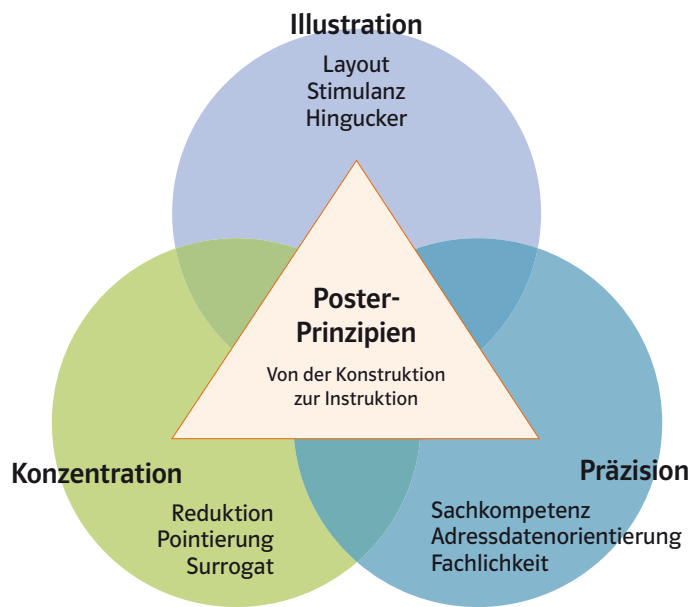 Illustration
Layout
Stimulanz
Hingucker
Poster-
Prinzipien
Von der Konstruktion
zur Instruktion
Konzentration
Reduktion
Pointierung
Surrogat
Präzision
Sachkompetenz
Adressdatenorientierung
Fachlichkeit